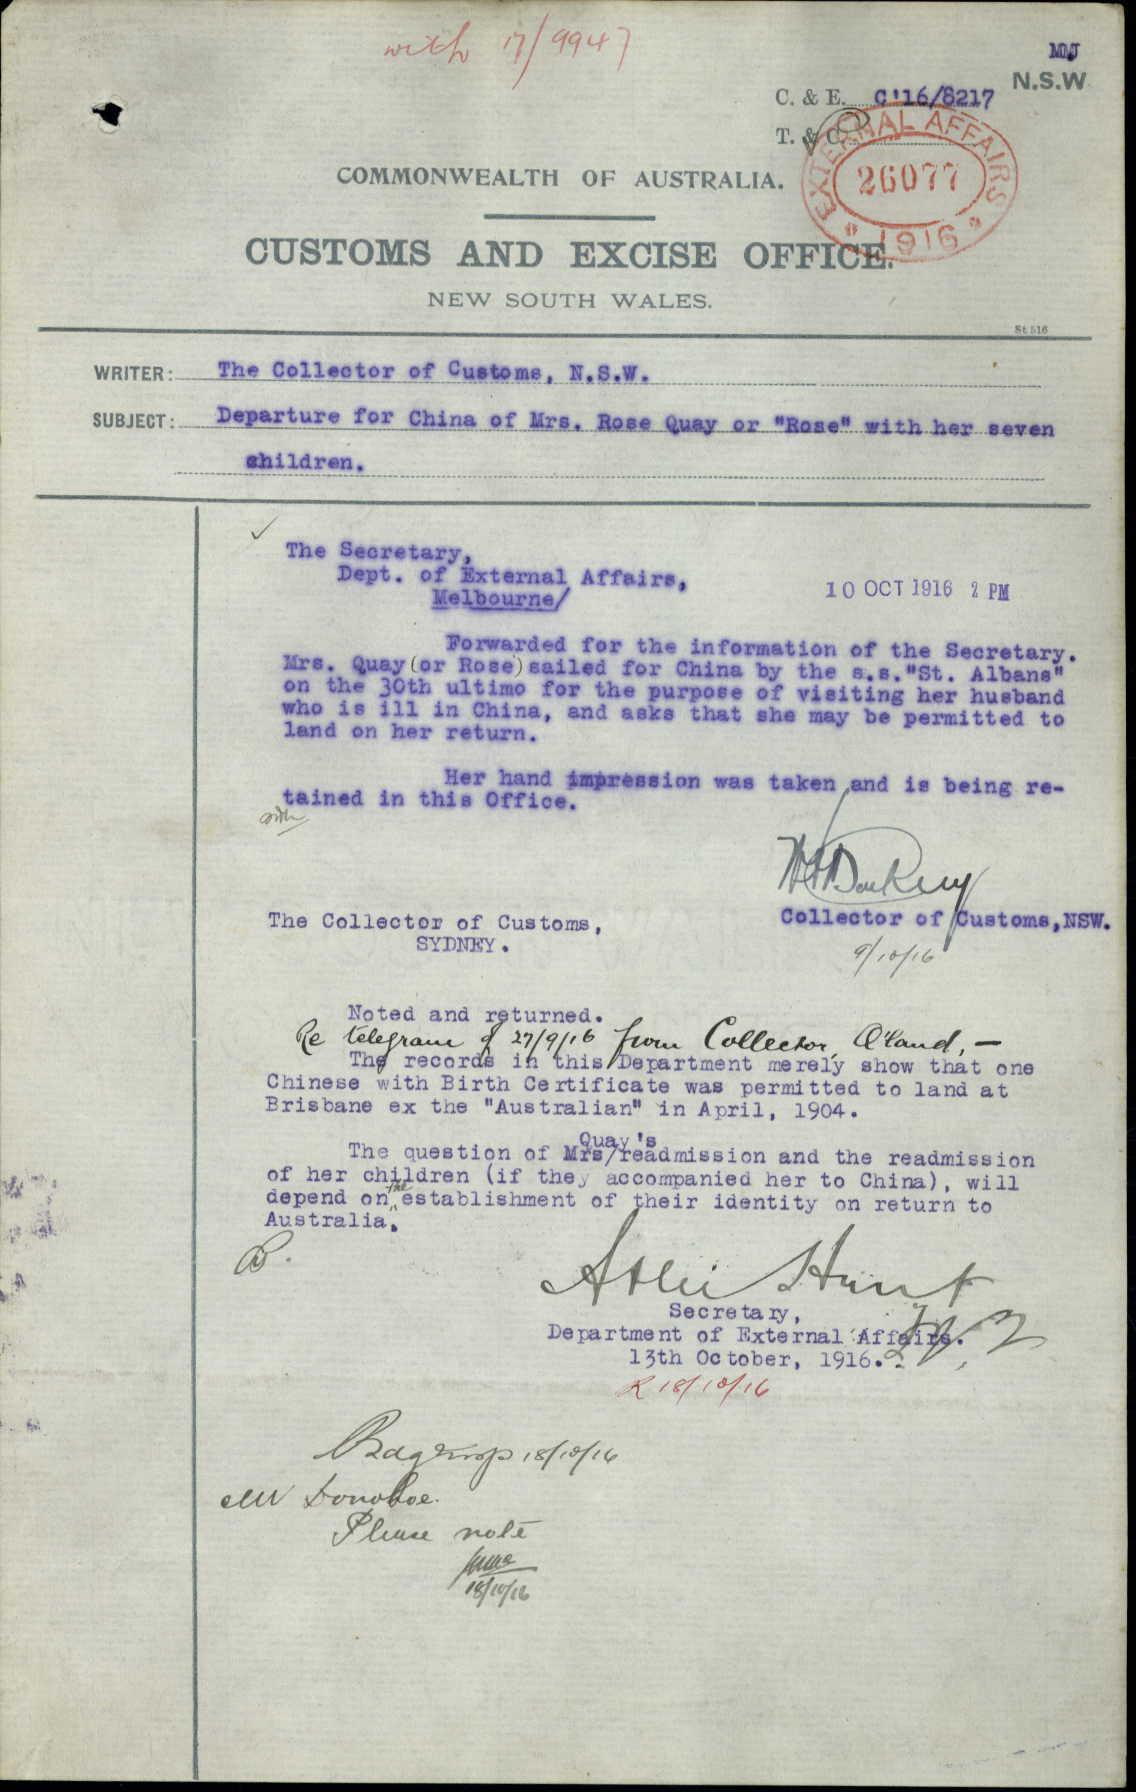 with 17/9947
MMJ
N.S.W
C. & E. C'16/8217
T. & C.
EXTERNAL AFFAIRS
26077
1916
COMMONWEALTH OF AUSTRALIA.
CUSTOMS AND EXCISE OFFICE.
NEW SOUTH WALES.
St 516
WRITER: The Collector of Customs, N.S.W.
SUBJECT: Departure for China of Mrs. Rose Quay or "Rose" with her seven
children.
The Secretary,
Dept. of External Affairs,
Melbourne/
10 OCT 1916 2 PM
Forwarded for the information of the Secretary.
Mrs. Quay (or Rose) sailed for China by the s.s."St. Albans"
on the 30th ultimo for the purpose of visiting her husband
who is ill in China, and asks that she may be permitted to
land on her return.
Her hand impression was taken and is being re-
tained in this Office.
Collector of Customs, NSW.
9/10/16
The Collector of Customs,
SYDNEY.
Noted and returned.
Re telegram of 27/9/16 from Collector, Q'land, —
The records in this Department merely show that one
Chinese with Birth Certificate was permitted to land at
Brisbane ex the "Australian" in April, 1904.
The question of Mrs/ Quay's readmission and the readmission
of her children (if they accompanied her to China), will
depend on the establishment of their identity on return to
Australia.
Atlee Hunt
Secretary,
Department of External Affairs.
13th October, 1916.
R 18/10/16
18/10/16
Mr Donohoe.
Please note
18/10/16